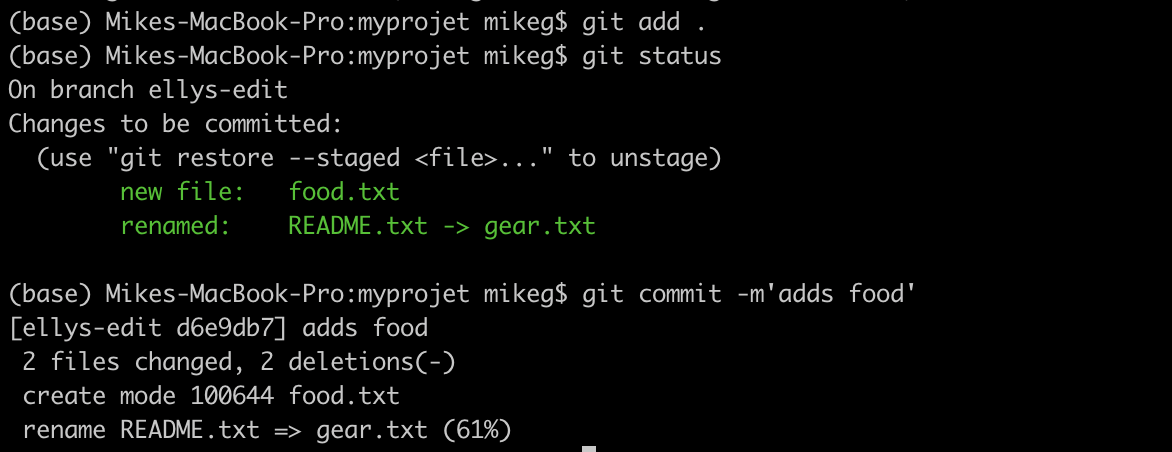 (base) Mikes-MacBook-Pro:myprojet mikeg$ git add .
(base) Mikes-MacBook-Pro:myprojet mikeg$ git status
On branch ellys-edit
Changes to be committed:
  (use "git restore --staged <file>..." to unstage)
        new file:   food.txt
        renamed:    README.txt -> gear.txt

(base) Mikes-MacBook-Pro:myprojet mikeg$ git commit -m'adds food'
[ellys-edit d6e9db7] adds food
 2 files changed, 2 deletions(-)
 create mode 100644 food.txt
 rename README.txt => gear.txt (61%)